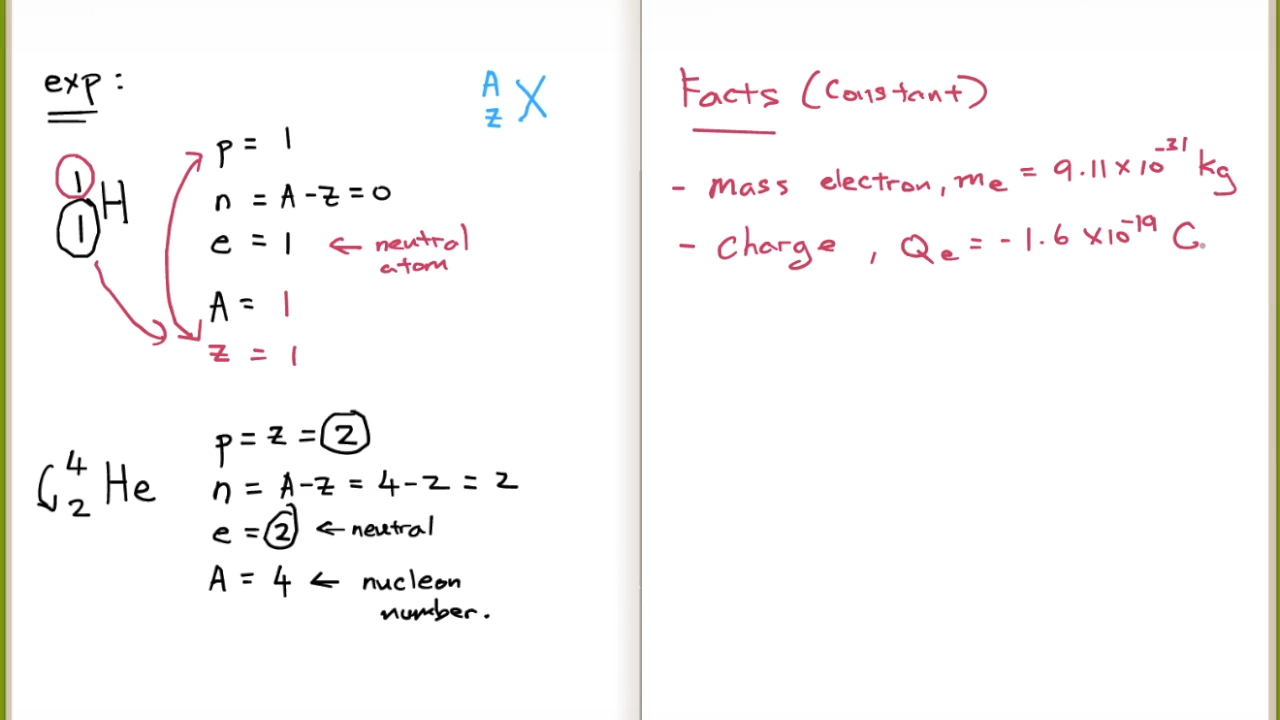 exp :
A
Z X
1
1 H
p = 1
n = A - Z = 0
e = 1 ← neutral
atom
A = 1
Z = 1
4
2 He
p = Z = 2
n = A - Z = 4 - 2 = 2
e = 2 ← neutral
A = 4 ← nucleon
number.
Facts (constant)
- mass electron, me = 9.11 × 10⁻³¹ kg
- charge , Qe = - 1.6 × 10⁻¹⁹ C.